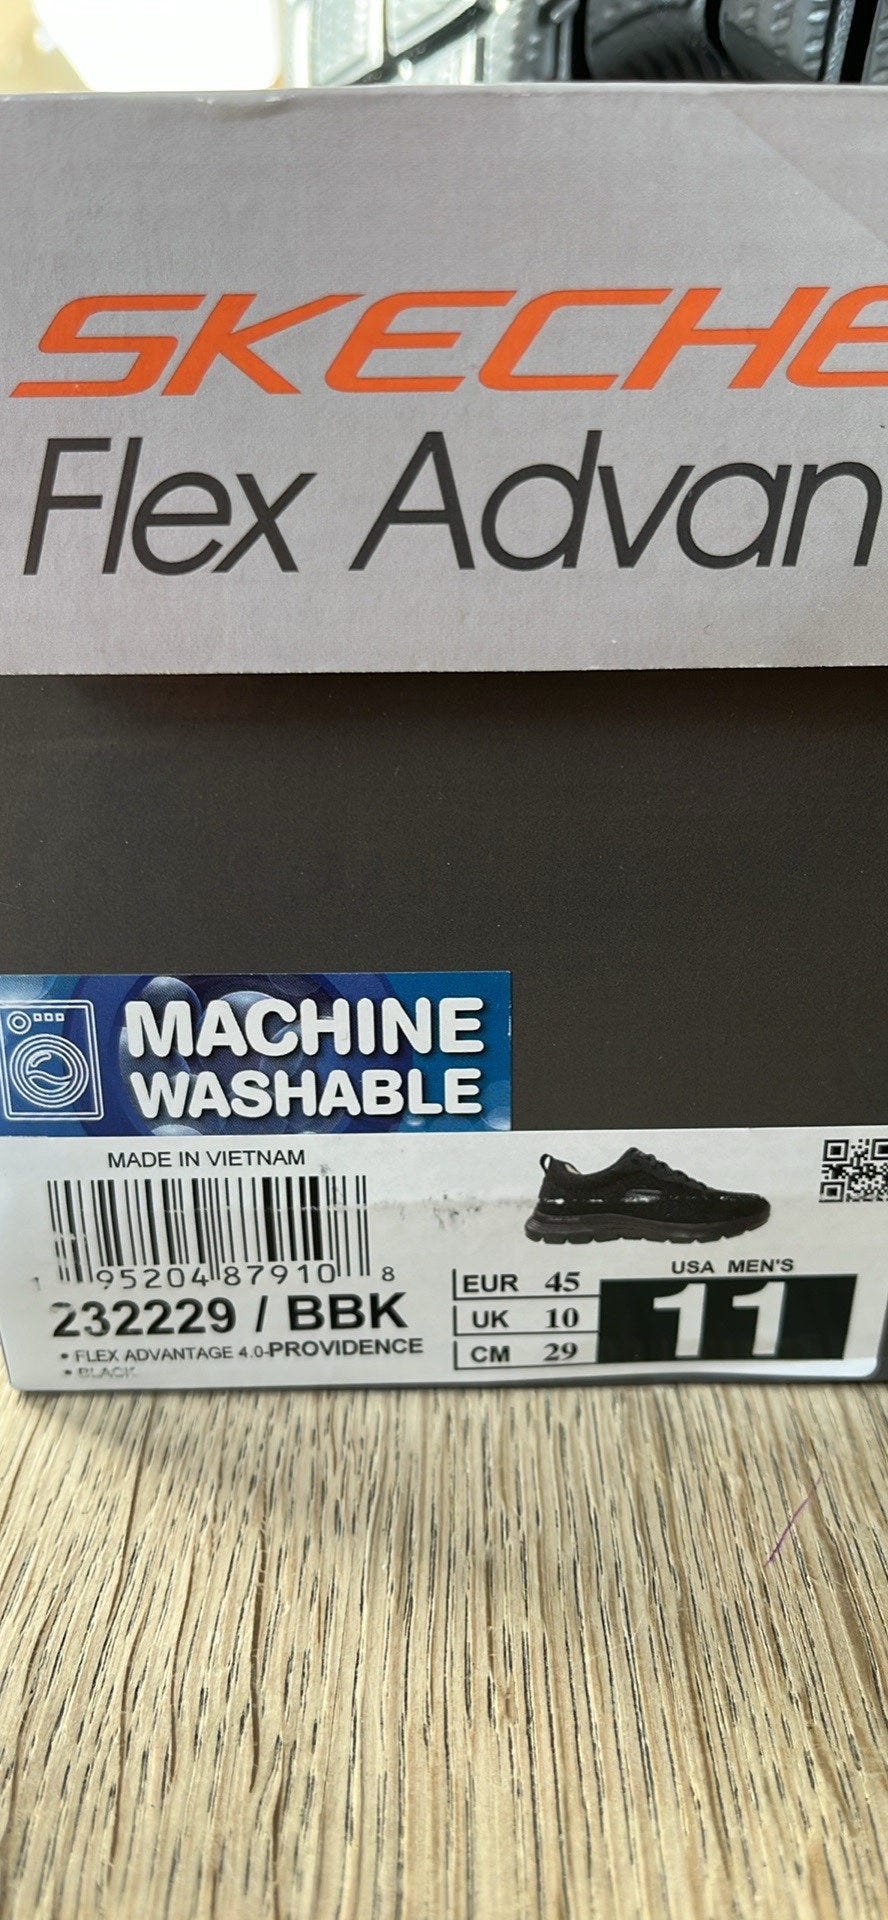 SKECHE
Flex Advan
MACHINE
WASHABLE
MADE IN VIETNAM
1 95204 87910 8
232229 / BBK
• FLEX ADVANTAGE 4.0-PROVIDENCE
• BLACK
EUR 45
UK 10
CM 29
USA MEN'S
11